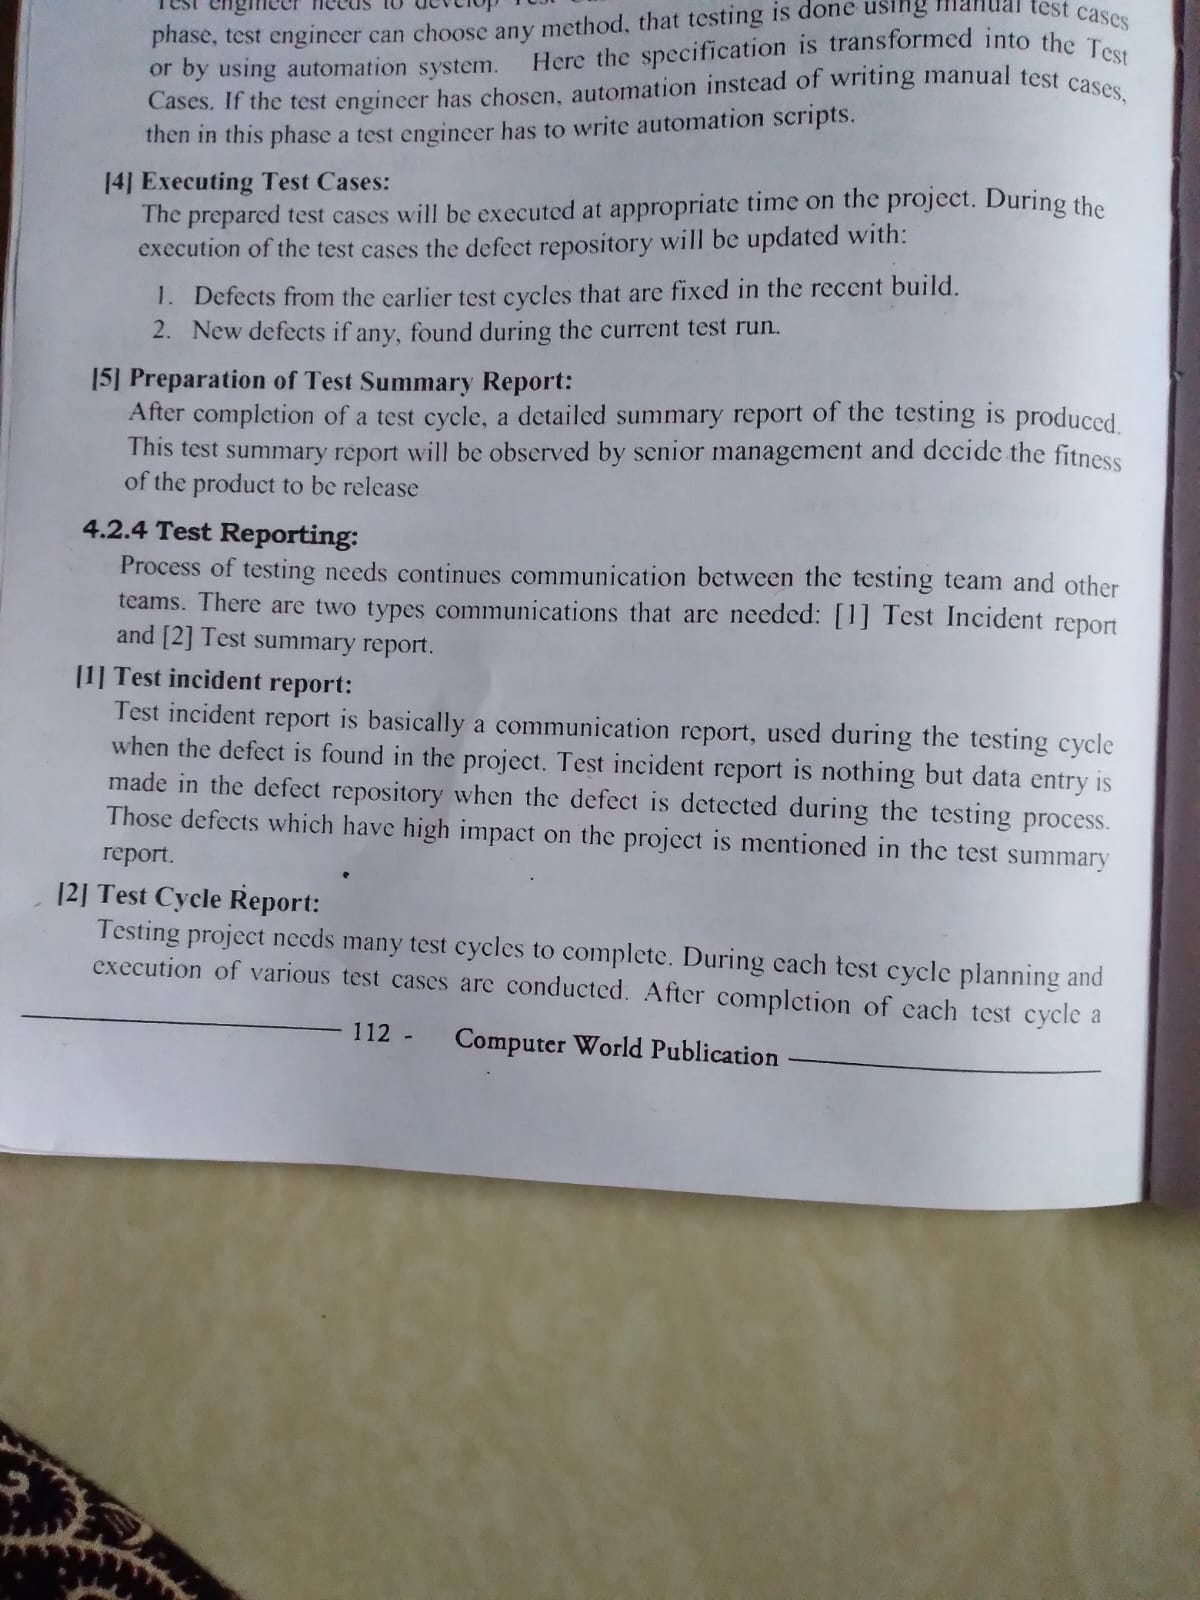 Test engineer needs to develop
phase, test engineer can choose any method, that testing is done using manual test cases
or by using automation system. Here the specification is transformed into the Test
Cases. If the test engineer has chosen, automation instead of writing manual test cases,
then in this phase a test engineer has to write automation scripts.
[4] Executing Test Cases:
The prepared test cases will be executed at appropriate time on the project. During the
execution of the test cases the defect repository will be updated with:
1. Defects from the earlier test cycles that are fixed in the recent build.
2. New defects if any, found during the current test run.
[5] Preparation of Test Summary Report:
After completion of a test cycle, a detailed summary report of the testing is produced.
This test summary report will be observed by senior management and decide the fitness
of the product to be release
4.2.4 Test Reporting:
Process of testing needs continues communication between the testing team and other
teams. There are two types communications that are needed: [1] Test Incident report
and [2] Test summary report.
[1] Test incident report:
Test incident report is basically a communication report, used during the testing cycle
when the defect is found in the project. Test incident report is nothing but data entry is
made in the defect repository when the defect is detected during the testing process.
Those defects which have high impact on the project is mentioned in the test summary
report.
[2] Test Cycle Report:
Testing project needs many test cycles to complete. During each test cycle planning and
execution of various test cases are conducted. After completion of each test cycle a
112 - Computer World Publication